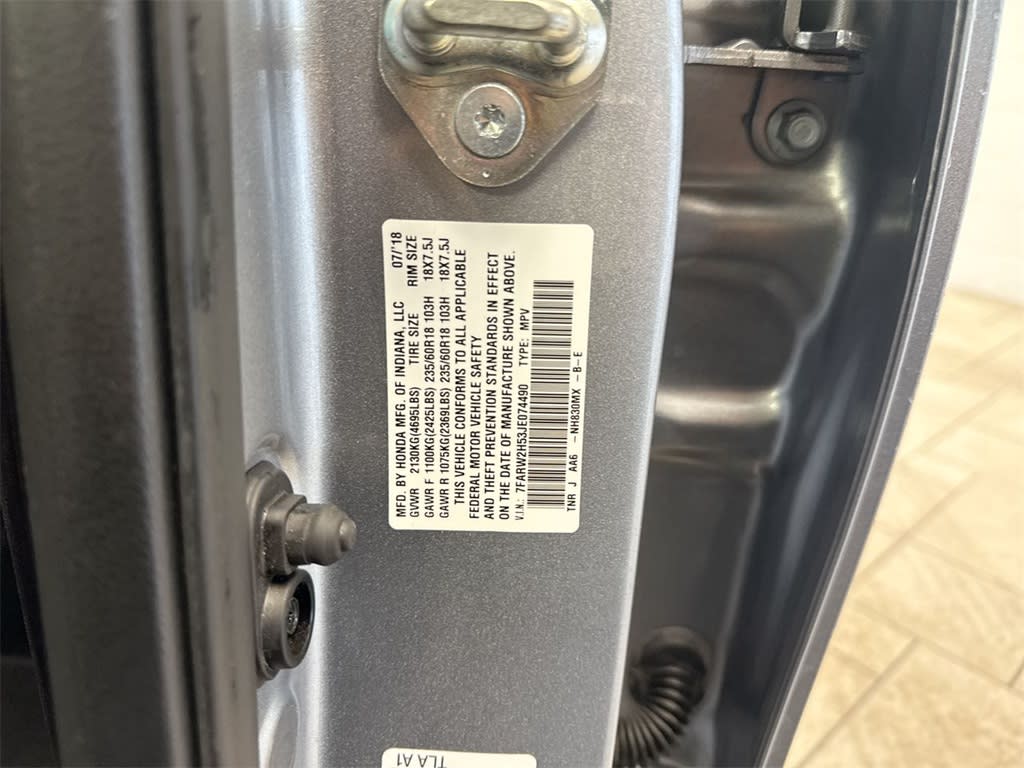 MFD. BY HONDA MFG. OF INDIANA, LLC 07/'18
GVWR 2130KG(4695LBS) TIRE SIZE RIM SIZE
GAWR F 1100KG(2425LBS) 235/60R18 103H 18X7.5J
GAWR R 1075KG(2369LBS) 235/60R18 103H 18X7.5J
THIS VEHICLE CONFORMS TO ALL APPLICABLE
FEDERAL MOTOR VEHICLE SAFETY
AND THEFT PREVENTION STANDARDS IN EFFECT
ON THE DATE OF MANUFACTURE SHOWN ABOVE.
V.I.N.: 7FARW2H53JE074490 TYPE: MPV
TNR J AA6 -NH830MX -B-E
TLA A1